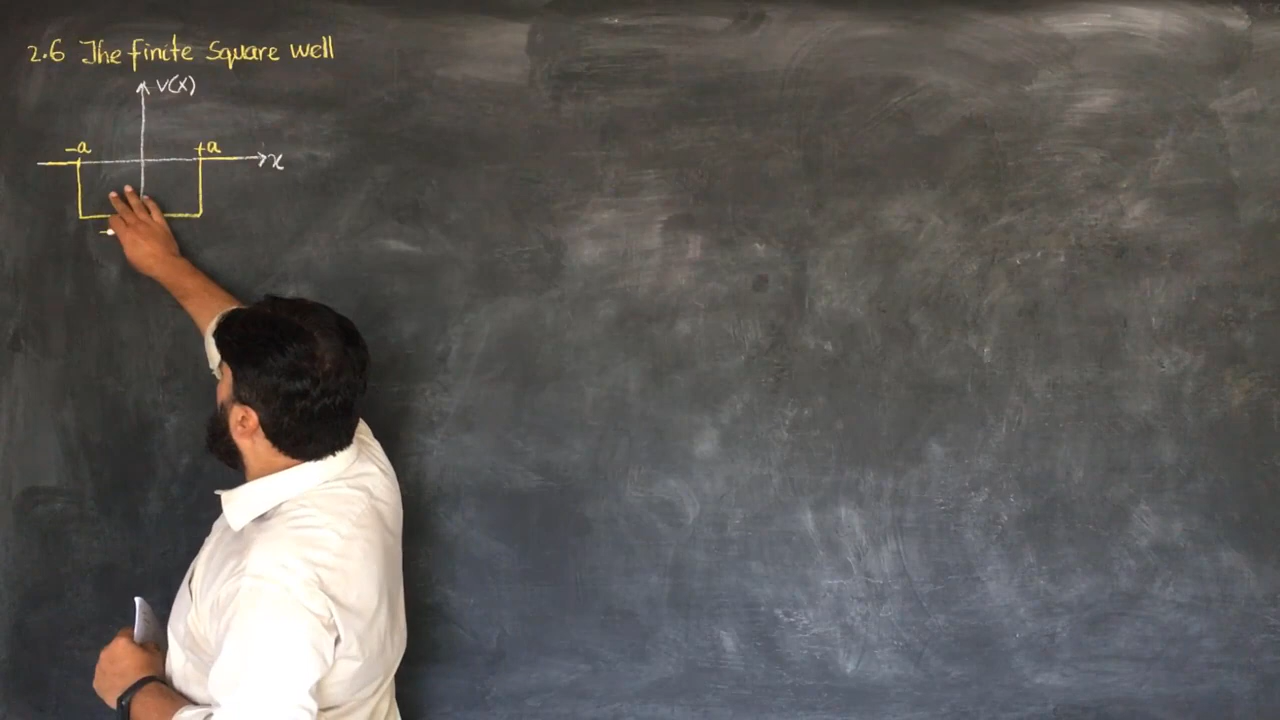 2.6 The finite Square well
V(x)
-a
+a
x